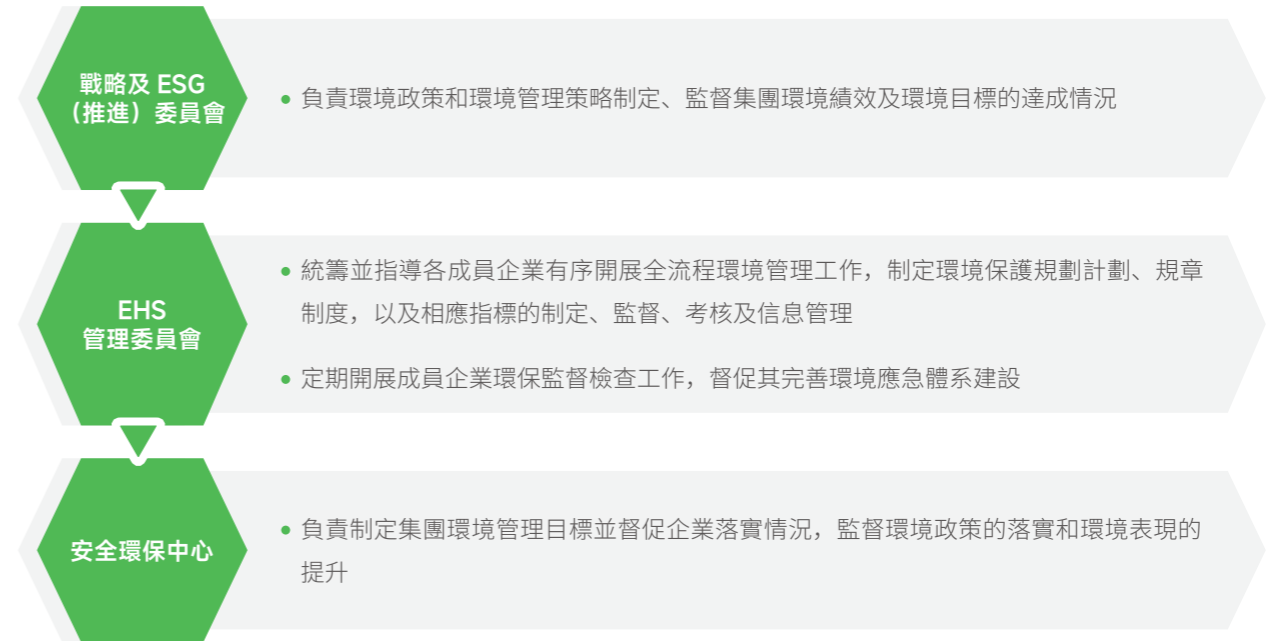 戰略及 ESG
（推進）委員會
• 負責環境政策和環境管理策略制定、監督集團環境績效及環境目標的達成情況
EHS
管理委員會
• 統籌並指導各成員企業有序開展全流程環境管理工作，制定環境保護規劃計劃、規章
制度，以及相應指標的制定、監督、考核及信息管理
• 定期開展成員企業環保監督檢查工作，督促其完善環境應急體系建設
安全環保中心
• 負責制定集團環境管理目標並督促企業落實情況，監督環境政策的落實和環境表現的
提升